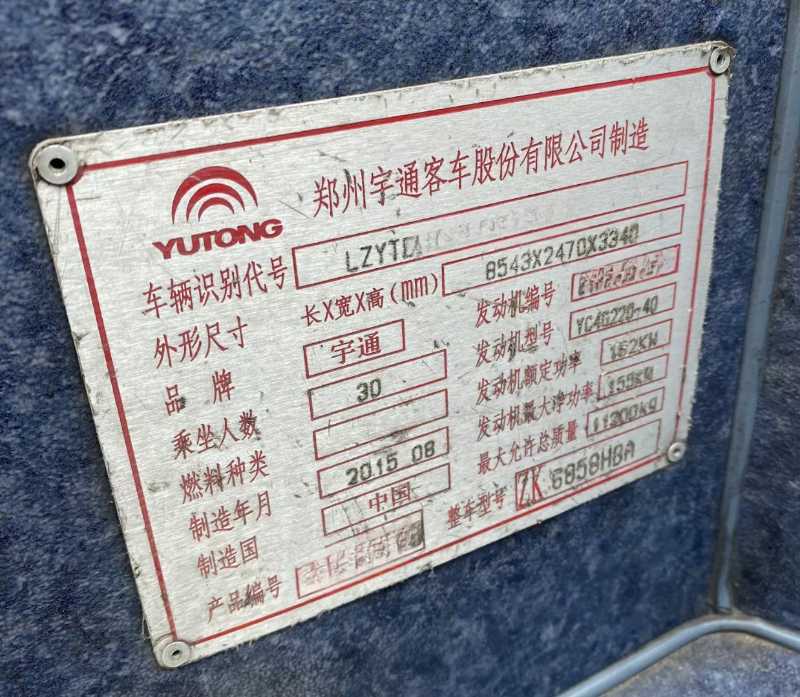 郑州宇通客车股份有限公司制造
YUTONG
车辆识别代号 LZYT
外形尺寸 长X宽X高(mm) 8543X2470X3340
品牌 宇通 发动机编号
乘坐人数 30 发动机型号 YC4G220-40
燃料种类 发动机额定功率 162KW
制造年月 2015 08 发动机最大净功率 155KW
制造国 中国 最大允许总质量 11200kg
产品编号 整车型号 ZK 6858H8A